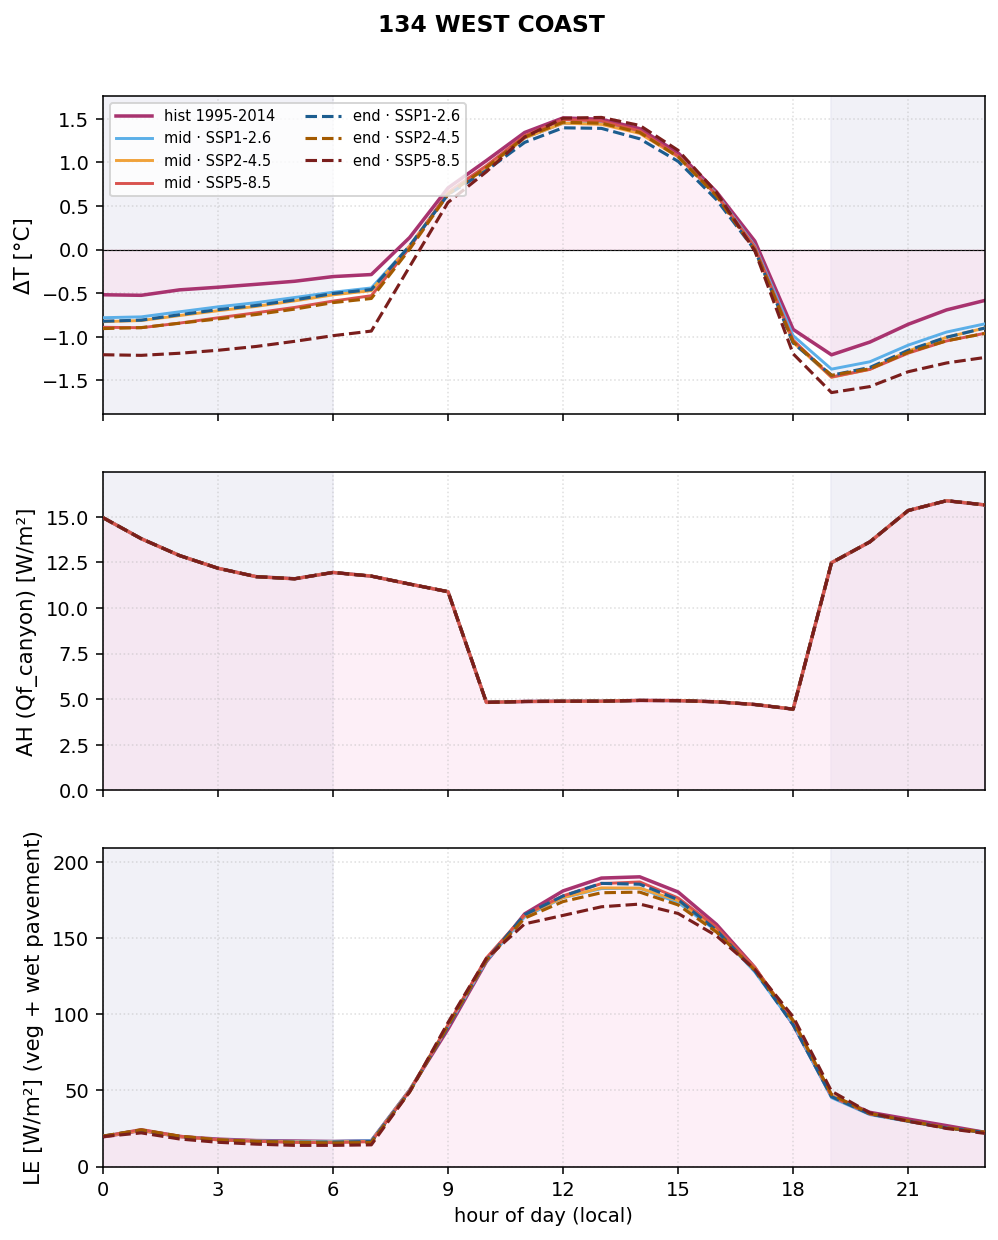 134 WEST COAST
hist 1995-2014
mid · SSP1-2.6
mid · SSP2-4.5
mid · SSP5-8.5
end · SSP1-2.6
end · SSP2-4.5
end · SSP5-8.5
ΔT [°C]
1.5
1.0
0.5
0.0
−0.5
−1.0
−1.5
AH (Qf_canyon) [W/m²]
15.0
12.5
10.0
7.5
5.0
2.5
0.0
LE [W/m²] (veg + wet pavement)
200
150
100
50
0
0 3 6 9 12 15 18 21
hour of day (local)